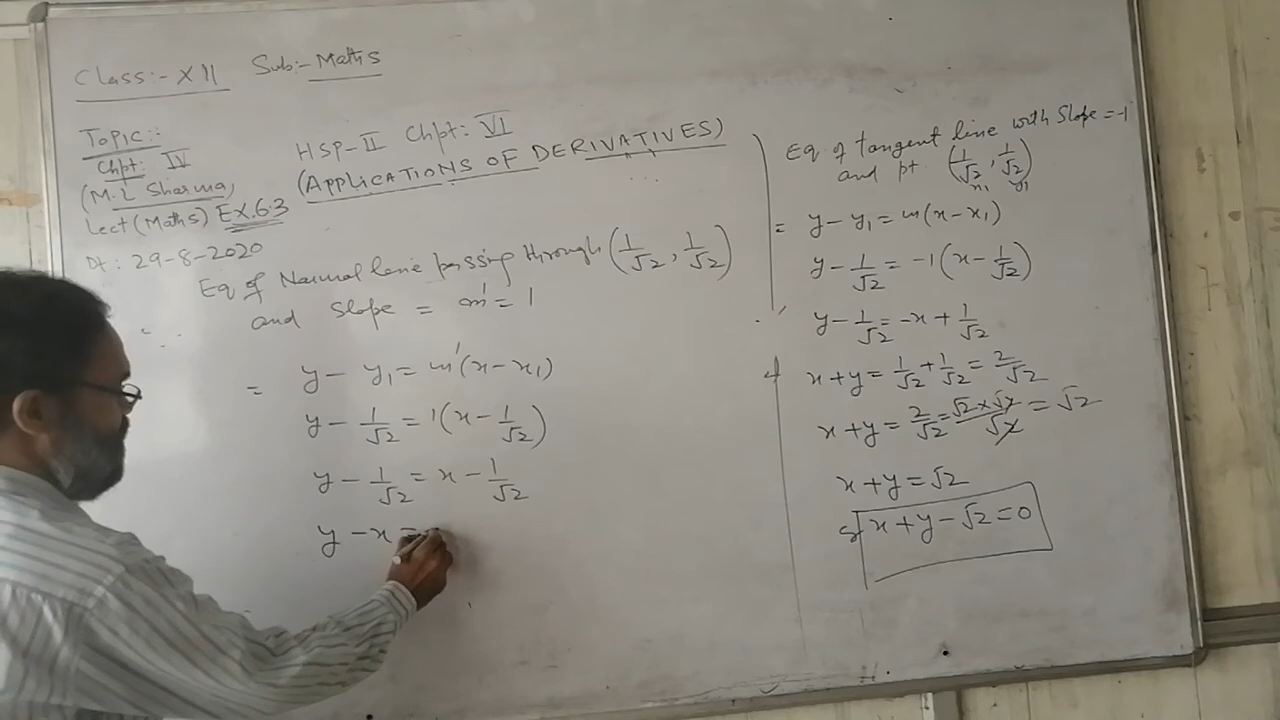 Class:- XII Sub:- Maths
Topic::
Chpt: IV
(M.L Sharma,
Lect (Maths) EX.6.3
Dt: 29-8-2020
HSP-II Chpt: VI
(APPLICATIONS OF DERIVATIVES)
Eq of Normal line passing through (1/√2, 1/√2)
and slope = m' = 1
= y - y₁ = m'(x - x₁)
y - 1/√2 = 1(x - 1/√2)
y - 1/√2 = x - 1/√2
y - x =
Eq of tangent line with slope = -1
and pt (1/√2, 1/√2)
x₁ y₁
= y - y₁ = m(x - x₁)
y - 1/√2 = -1(x - 1/√2)
y - 1/√2 = -x + 1/√2
x + y = 1/√2 + 1/√2 = 2/√2
x + y = 2/√2 = √2 × √2/√2 = √2
x + y = √2
x + y - √2 = 0